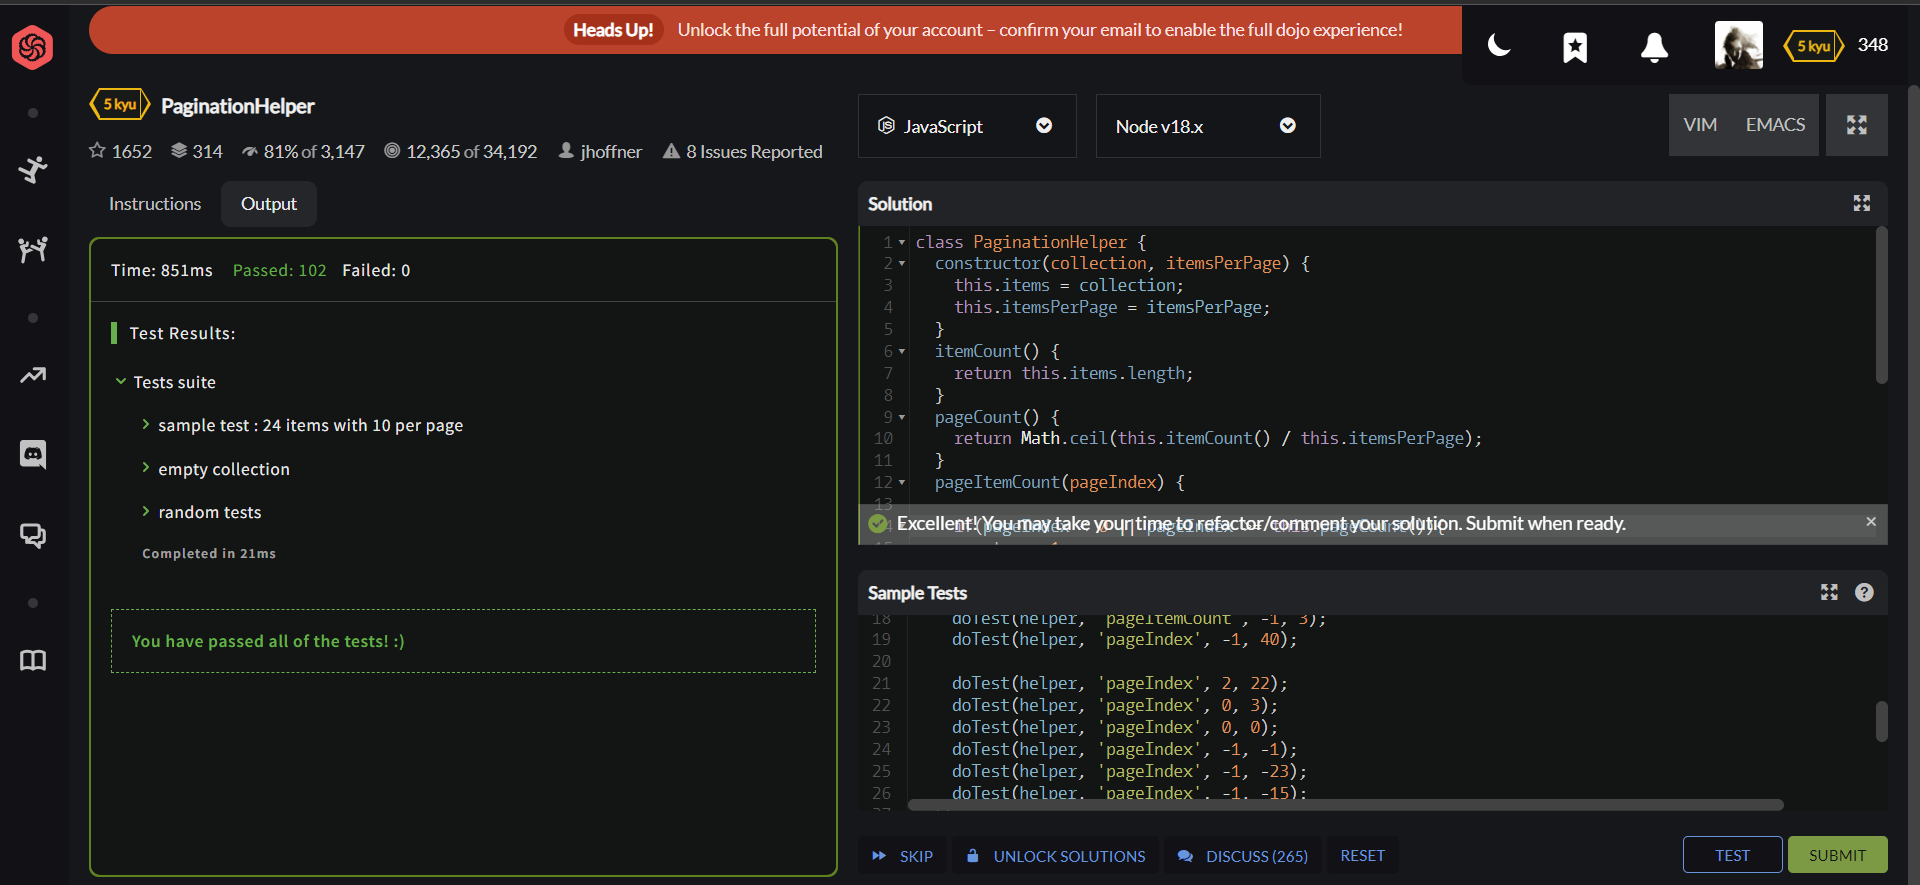 Heads Up! Unlock the full potential of your account – confirm your email to enable the full dojo experience!
5 kyu 348
5 kyu PaginationHelper
1652 314 81% of 3,147 12,365 of 34,192 jhoffner 8 Issues Reported
JavaScript
Node v18.x
VIM EMACS
Instructions Output
Time: 851ms Passed: 102 Failed: 0
Test Results:
Tests suite
sample test : 24 items with 10 per page
empty collection
random tests
Completed in 21ms
You have passed all of the tests! :)
Solution
1 class PaginationHelper {
2 constructor(collection, itemsPerPage) {
3 this.items = collection;
4 this.itemsPerPage = itemsPerPage;
5 }
6 itemCount() {
7 return this.items.length;
8 }
9 pageCount() {
10 return Math.ceil(this.itemCount() / this.itemsPerPage);
11 }
12 pageItemCount(pageIndex) {
13
Excellent! You may take your time to refactor/comment your solution. Submit when ready.
Sample Tests
18 doTest(helper, 'pageItemCount', -1, 3);
19 doTest(helper, 'pageIndex', -1, 40);
20
21 doTest(helper, 'pageIndex', 2, 22);
22 doTest(helper, 'pageIndex', 0, 3);
23 doTest(helper, 'pageIndex', 0, 0);
24 doTest(helper, 'pageIndex', -1, -1);
25 doTest(helper, 'pageIndex', -1, -23);
26 doTest(helper, 'pageIndex', -1, -15);
SKIP UNLOCK SOLUTIONS DISCUSS (265) RESET
TEST SUBMIT